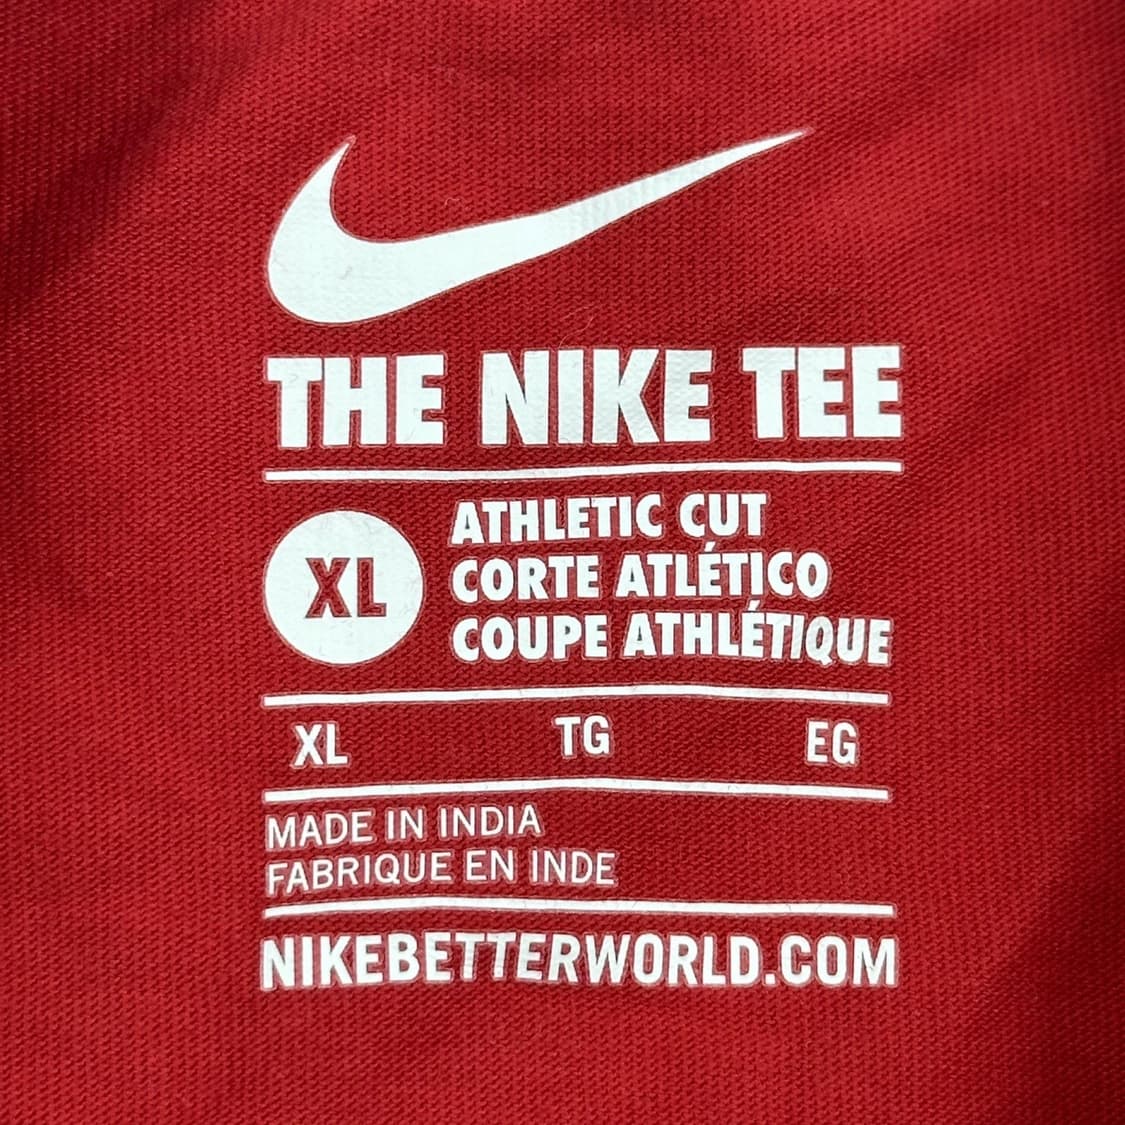 THE NIKE TEE
XL
ATHLETIC CUT
CORTE ATLÉTICO
COUPE ATHLÉTIQUE
XL TG EG
MADE IN INDIA
FABRIQUE EN INDE
NIKEBETTERWORLD.COM